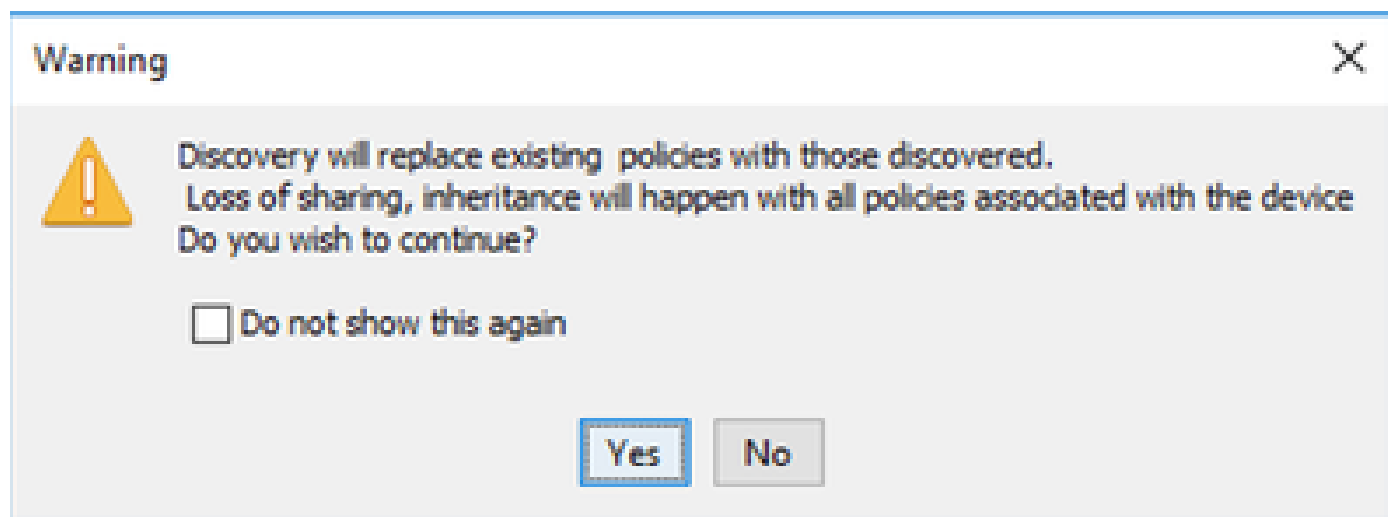 Warning
Discovery will replace existing policies with those discovered.
Loss of sharing, inheritance will happen with all policies associated with the device
Do you wish to continue?
Do not show this again
Yes No